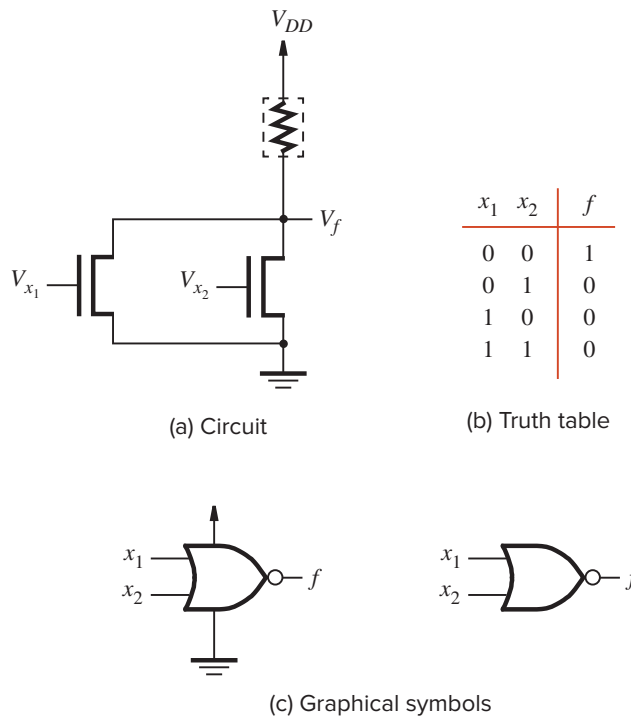 V_DD
V_f
V_x1
V_x2
(a) Circuit
x1 x2 f
0 0 1
0 1 0
1 0 0
1 1 0
(b) Truth table
x1
x2
f
x1
x2
f
(c) Graphical symbols